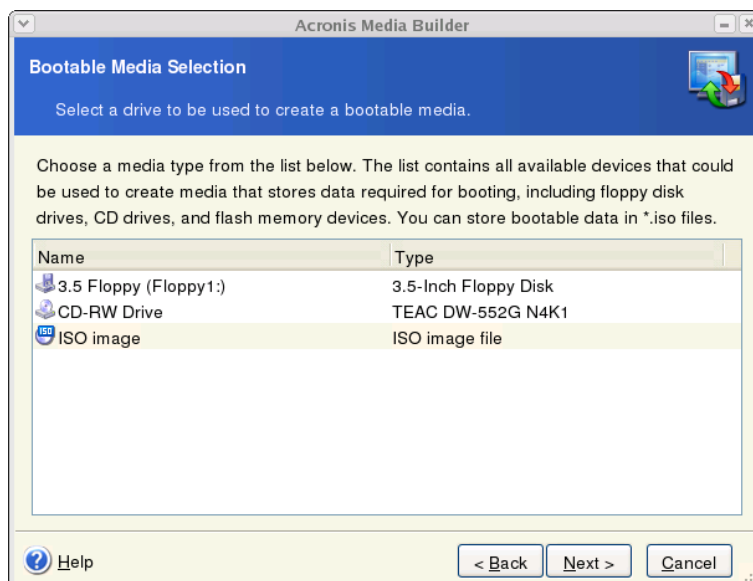 Acronis Media Builder
Bootable Media Selection
Select a drive to be used to create a bootable media.
Choose a media type from the list below. The list contains all available devices that could
be used to create media that stores data required for booting, including floppy disk
drives, CD drives, and flash memory devices. You can store bootable data in *.iso files.
Name Type
3.5 Floppy (Floppy1:) 3.5-Inch Floppy Disk
CD-RW Drive TEAC DW-552G N4K1
ISO ISO image ISO image file
Help < Back Next > Cancel